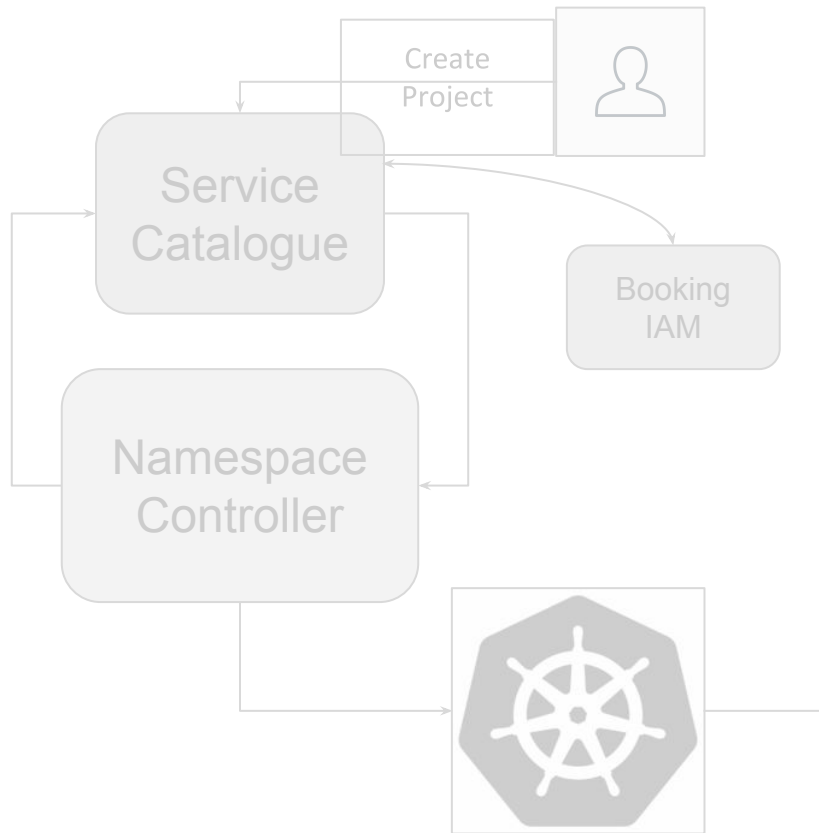 Create
Project
Service
Catalogue
Booking
IAM
Namespace
Controller